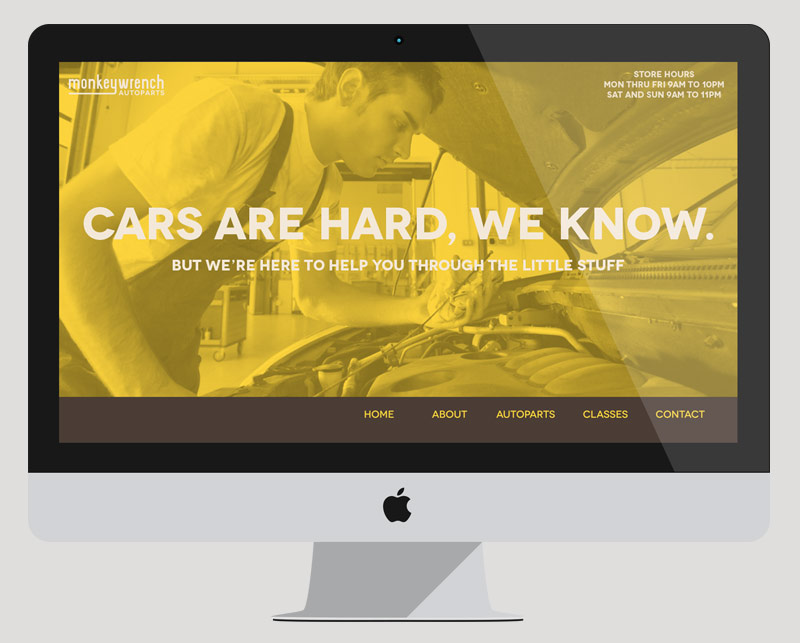 monkeywrench
AUTOPARTS
STORE HOURS
MON THRU FRI 9AM TO 10PM
SAT AND SUN 9AM TO 11PM
CARS ARE HARD, WE KNOW.
BUT WE'RE HERE TO HELP YOU THROUGH THE LITTLE STUFF
HOME ABOUT AUTOPARTS CLASSES CONTACT